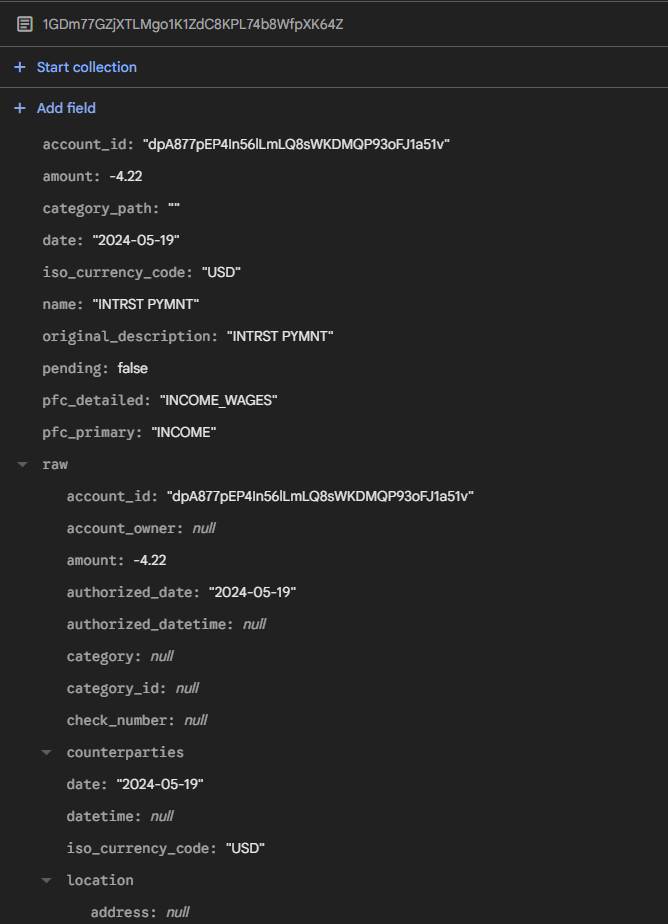 1GDm77GZjXTLMgo1K1ZdC8KPL74b8WfpXK64Z
+ Start collection
+ Add field
account_id: "dpA877pEP4In56lLmLQ8sWKDMQP93oFJ1a51v"
amount: -4.22
category_path: ""
date: "2024-05-19"
iso_currency_code: "USD"
name: "INTRST PYMNT"
original_description: "INTRST PYMNT"
pending: false
pfc_detailed: "INCOME_WAGES"
pfc_primary: "INCOME"
raw
account_id: "dpA877pEP4In56lLmLQ8sWKDMQP93oFJ1a51v"
account_owner: null
amount: -4.22
authorized_date: "2024-05-19"
authorized_datetime: null
category: null
category_id: null
check_number: null
counterparties
date: "2024-05-19"
datetime: null
iso_currency_code: "USD"
location
address: null